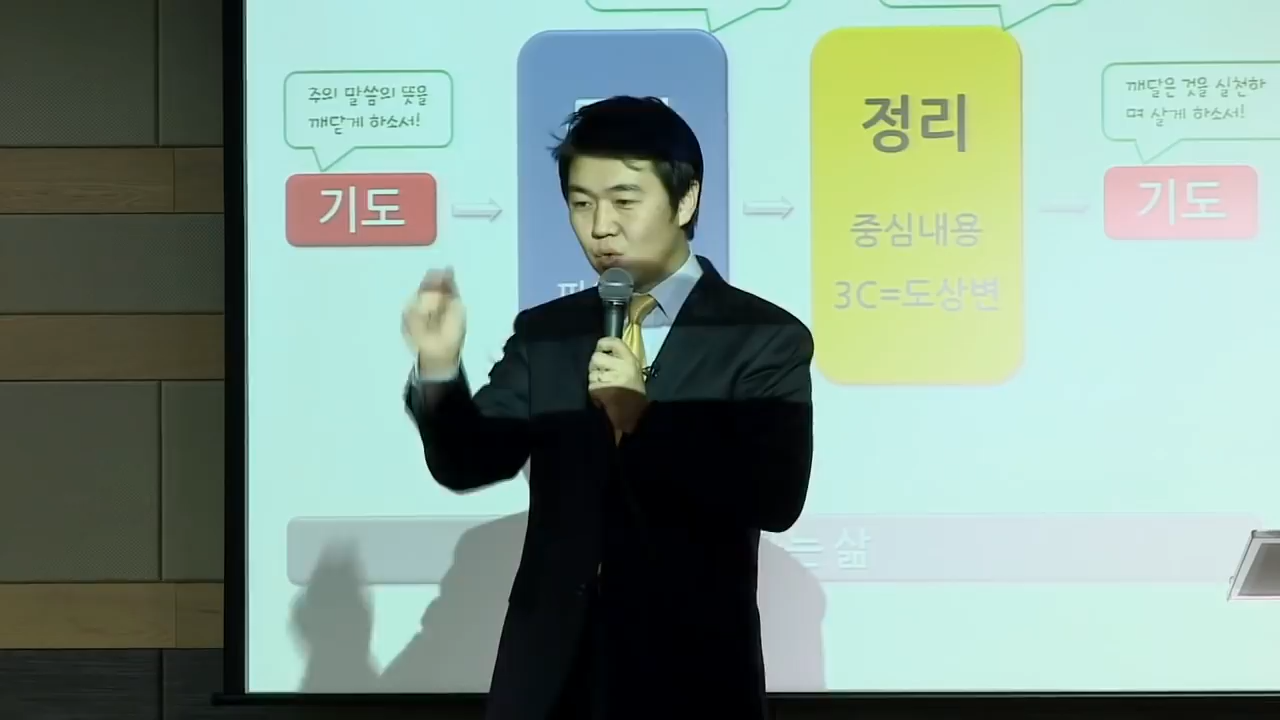 주의 말씀의 뜻을
깨닫게 하소서!
기도
정리
중심내용
3C=도상변
깨달은 것을 실천하
며 살게 하소서!
기도
는 삶